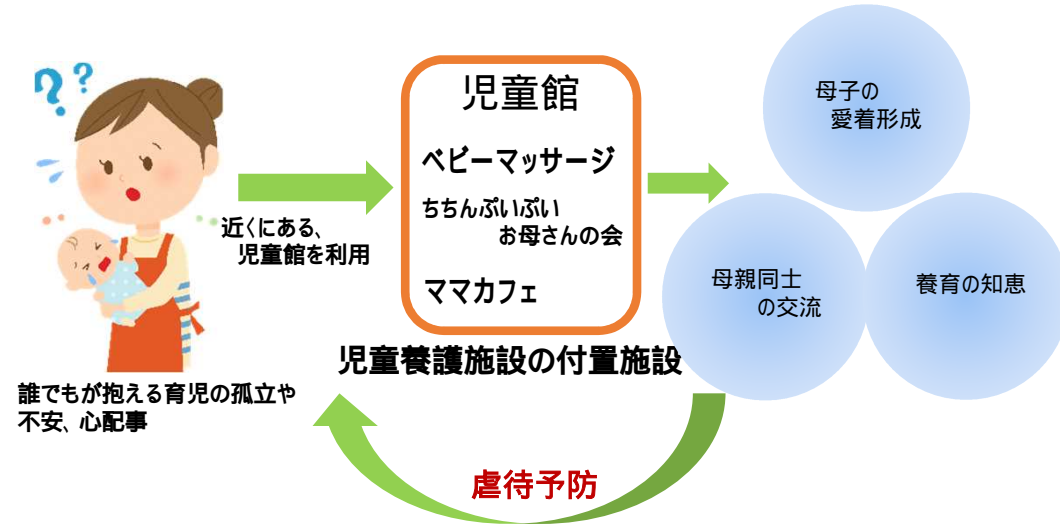 ??
誰でもが抱える育児の孤立や
不安、心配事
近くにある、
児童館を利用
児童館
ベビーマッサージ
ちちんぷいぷい
お母さんの会
ママカフェ
児童養護施設の付置施設
母子の
愛着形成
母親同士
の交流
養育の知恵
虐待予防